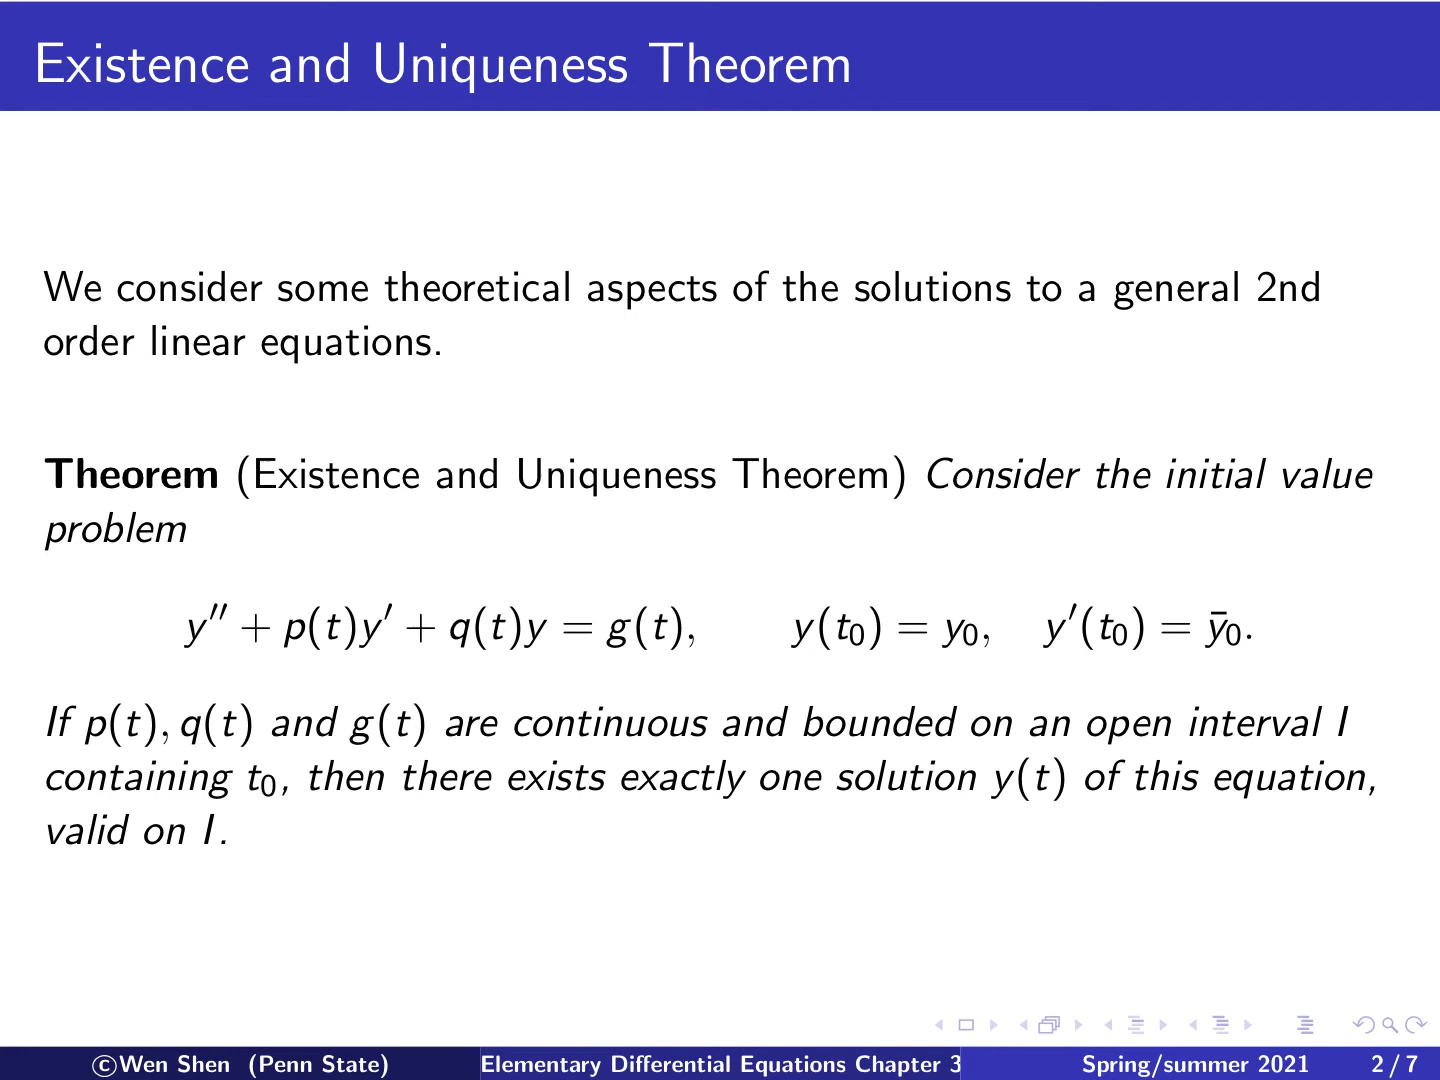 Existence and Uniqueness Theorem
We consider some theoretical aspects of the solutions to a general 2nd
order linear equations.
Theorem (Existence and Uniqueness Theorem) Consider the initial value
problem
y″ + p(t)y′ + q(t)y = g(t), y(t₀) = y₀, y′(t₀) = ȳ₀.
If p(t), q(t) and g(t) are continuous and bounded on an open interval I
containing t₀, then there exists exactly one solution y(t) of this equation,
valid on I.
©Wen Shen (Penn State) Elementary Differential Equations Chapter 3 Spring/summer 2021 2 / 7